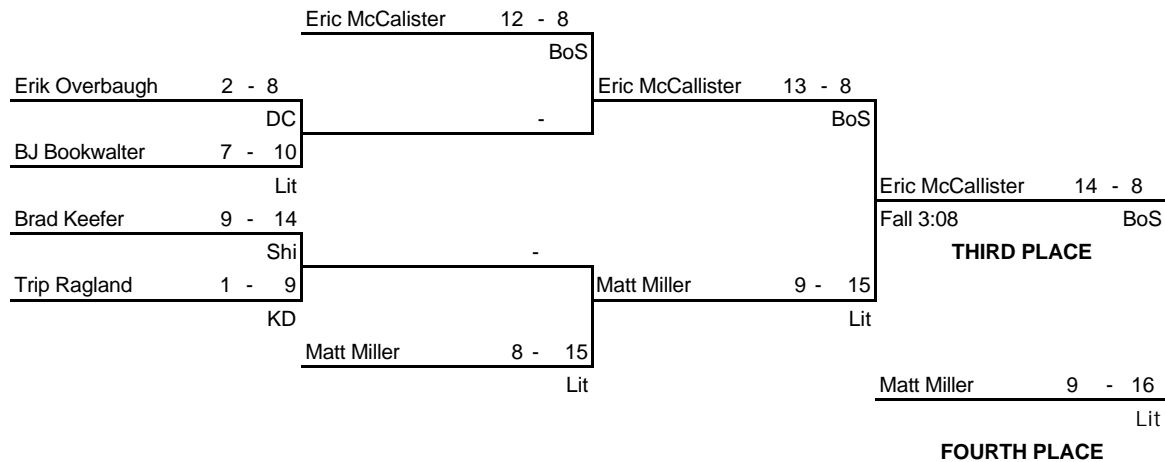 Eric McCalister 12 - 8
BoS
Erik Overbaugh 2 - 8
Eric McCallister 13 - 8
DC
-
BoS
BJ Bookwalter 7 - 10
Lit
Eric McCallister 14 - 8
Brad Keefer 9 - 14
Fall 3:08 BoS
Shi
-
THIRD PLACE
Trip Ragland 1 - 9
Matt Miller 9 - 15
KD
Lit
Matt Miller 8 - 15
Lit
Matt Miller 9 - 16
Lit
FOURTH PLACE